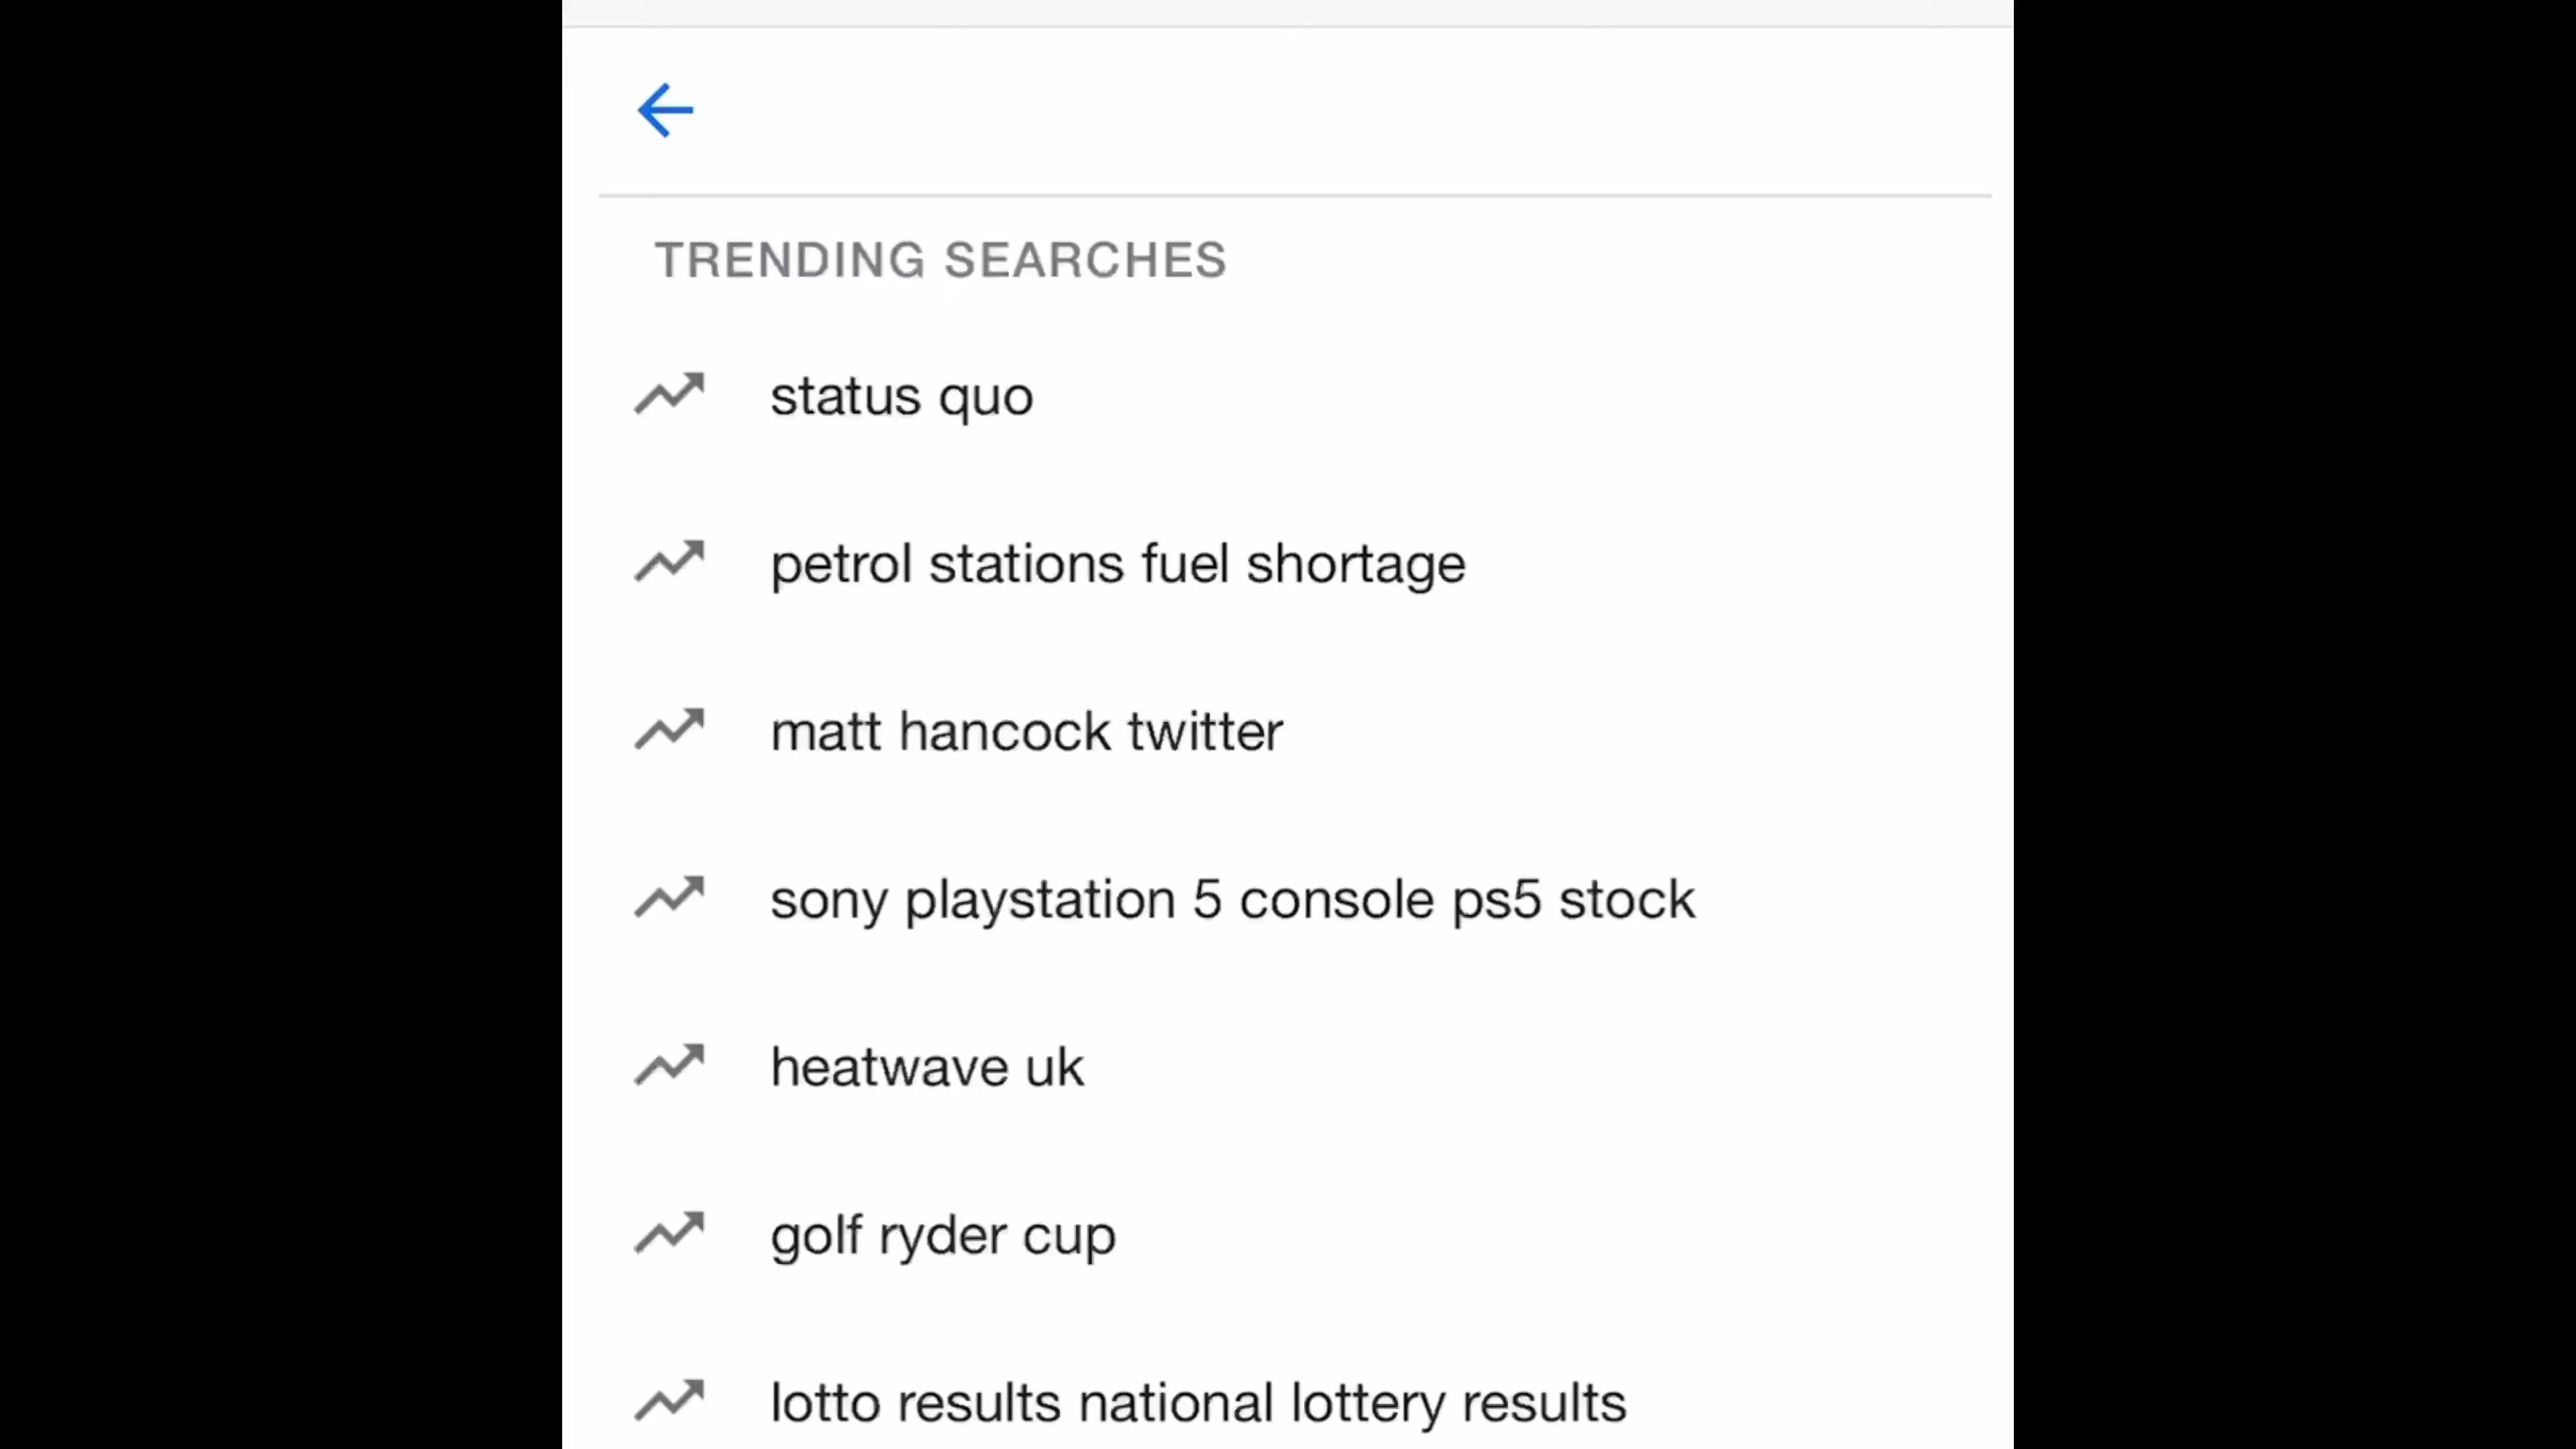 TRENDING SEARCHES
status quo
petrol stations fuel shortage
matt hancock twitter
sony playstation 5 console ps5 stock
heatwave uk
golf ryder cup
lotto results national lottery results